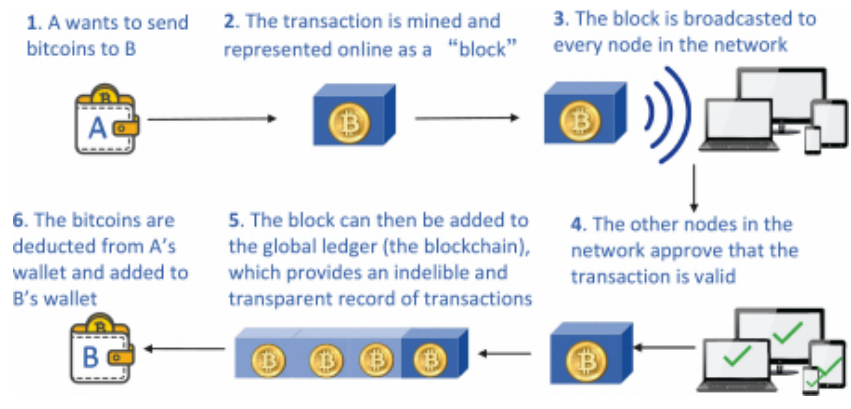 1. A wants to send
bitcoins to B
2. The transaction is mined and
represented online as a “block”
3. The block is broadcasted to
every node in the network
A
4. The other nodes in the
network approve that the
transaction is valid
5. The block can then be added to
the global ledger (the blockchain),
which provides an indelible and
transparent record of transactions
6. The bitcoins are
deducted from A's
wallet and added to
B's wallet
B